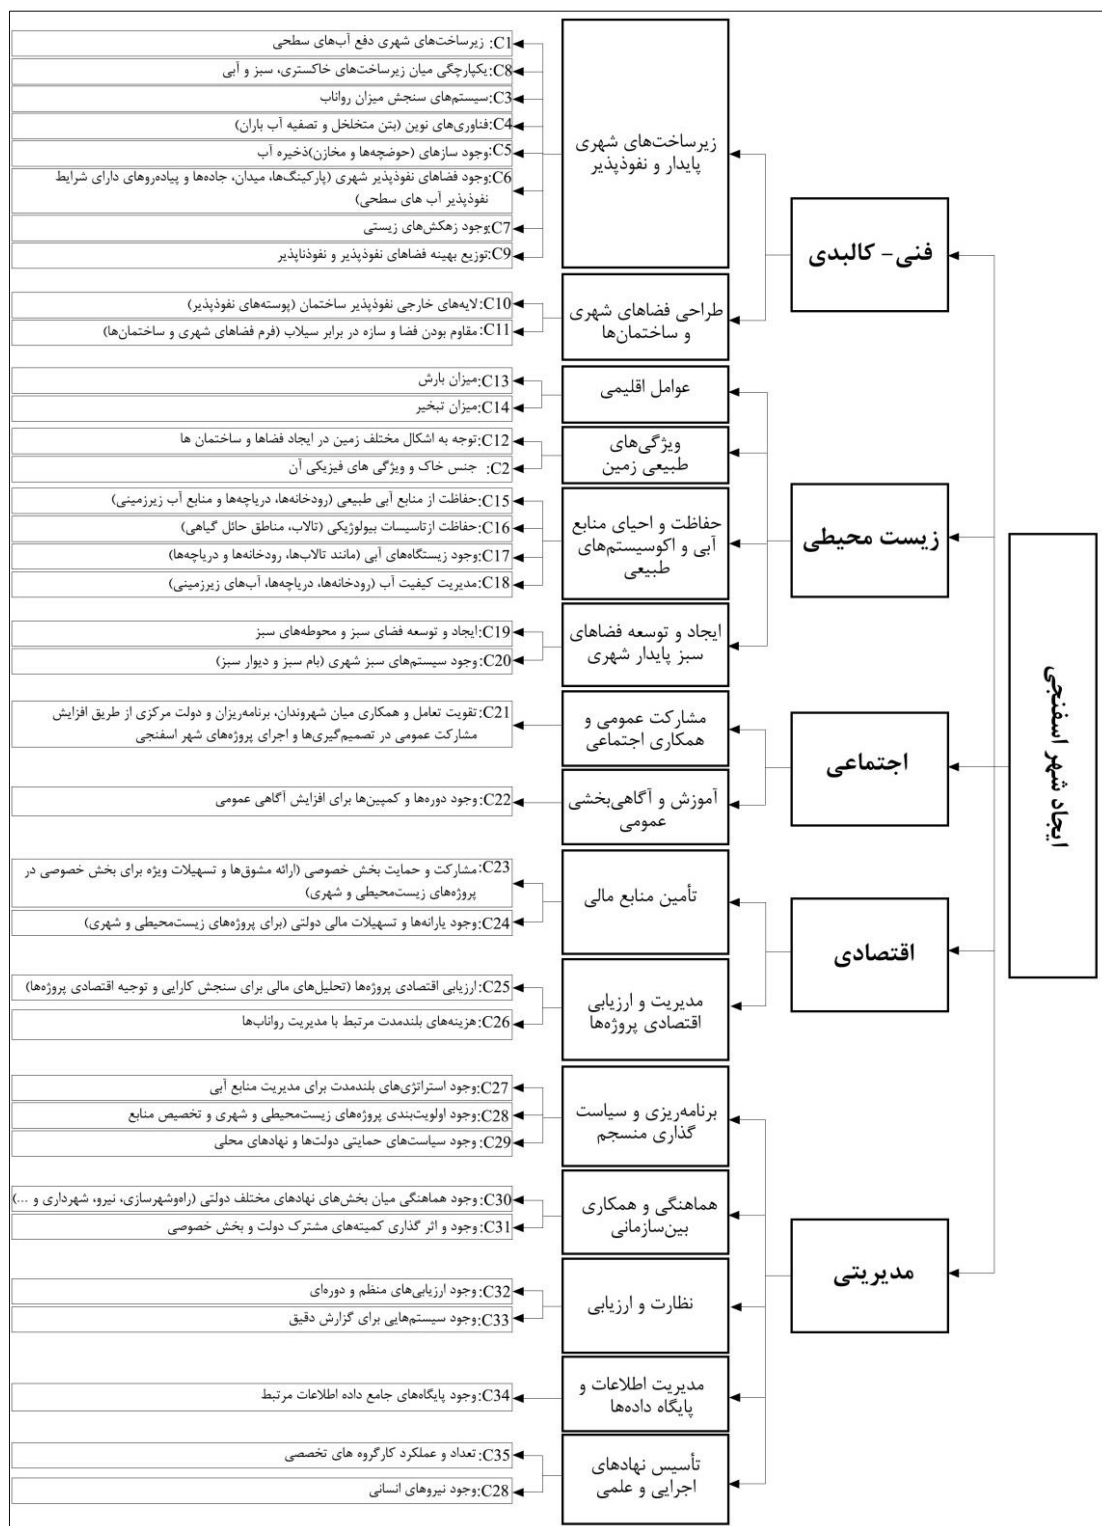 ایجاد شهر اسفنجی
فنی- کالبدی
زیرساخت‌های شهری
پایدار و نفوذپذیر
C1: زیرساخت‌های شهری دفع آب‌های سطحی
C8:یکپارچگی میان زیرساخت‌های خاکستری، سبز و آبی
C3:سیستم‌های سنجش میزان رواناب
C4:فناوری‌های نوین (بتن متخلخل و تصفیه آب باران)
C5:وجود سازهای (حوضچه‌ها و مخازن)ذخیره آب
C6:وجود فضاهای نفوذپذیر شهری (پارکینگ‌ها، میدان، جاده‌ها و پیاده‌روهای دارای شرایط
نفوذپذیر آب های سطحی)
C7:وجود زهکش‌های زیستی
C9:توزیع بهینه فضاهای نفوذپذیر و نفوذناپذیر
طراحی فضاهای شهری
و ساختمان‌ها
C10:لایه‌های خارجی نفوذپذیر ساختمان (پوسته‌های نفوذپذیر)
C11:مقاوم بودن فضا و سازه در برابر سیلاب (فرم فضاهای شهری و ساختمان‌ها)
زیست محیطی
عوامل اقلیمی
C13:میزان بارش
C14:میزان تبخیر
ویژگی‌های
طبیعی زمین
C12:توجه به اشکال مختلف زمین در ایجاد فضاها و ساختمان ها
C2: جنس خاک و ویژگی های فیزیکی آن
حفاظت و احیای منابع
آبی و اکوسیستم‌های
طبیعی
C15:حفاظت از منابع آبی طبیعی (رودخانه‌ها، دریاچه‌ها و منابع آب زیرزمینی)
C16:حفاظت ازتاسیسات بیولوژیکی (تالاب، مناطق حائل گیاهی)
C17:وجود زیستگاه‌های آبی (مانند تالاب‌ها، رودخانه‌ها و دریاچه‌ها)
C18:مدیریت کیفیت آب (رودخانه‌ها، دریاچه‌ها، آب‌های زیرزمینی)
ایجاد و توسعه فضاهای
سبز پایدار شهری
C19:ایجاد و توسعه فضای سبز و محوطه‌های سبز
C20:وجود سیستم‌های سبز شهری (بام سبز و دیوار سبز)
اجتماعی
مشارکت عمومی و
همکاری اجتماعی
C21:تقویت تعامل و همکاری میان شهروندان، برنامه‌ریزان و دولت مرکزی از طریق افزایش
مشارکت عمومی در تصمیم‌گیری‌ها و اجرای پروژه‌های شهر اسفنجی
آموزش و آگاهی‌بخشی
عمومی
C22:وجود دوره‌ها و کمپین‌ها برای افزایش آگاهی عمومی
اقتصادی
تأمین منابع مالی
C23:مشارکت و حمایت بخش خصوصی (ارائه مشوق‌ها و تسهیلات ویژه برای بخش خصوصی در
پروژه‌های زیست‌محیطی و شهری)
C24:وجود یارانه‌ها و تسهیلات مالی دولتی (برای پروژه‌های زیست‌محیطی و شهری)
مدیریت و ارزیابی
اقتصادی پروژه‌ها
C25:ارزیابی اقتصادی پروژه‌ها (تحلیل‌های مالی برای سنجش کارایی و توجیه اقتصادی پروژه‌ها)
C26:هزینه‌های بلندمدت مرتبط با مدیریت رواناب‌ها
مدیریتی
برنامه‌ریزی و سیاست
گذاری منسجم
C27:وجود استراتژی‌های بلندمدت برای مدیریت منابع آبی
C28:وجود اولویت‌بندی پروژه‌های زیست‌محیطی و شهری و تخصیص منابع
C29: وجود سیاست‌های حمایتی دولت‌ها و نهادهای محلی
هماهنگی و همکاری
بین‌سازمانی
C30:وجود هماهنگی میان بخش‌های نهادهای مختلف دولتی (راه‌وشهرسازی، نیرو، شهرداری و ...)
C31:وجود و اثر گذاری کمیته‌های مشترک دولت و بخش خصوصی
نظارت و ارزیابی
C32:وجود ارزیابی‌های منظم و دوره‌ای
C33:وجود سیستم‌هایی برای گزارش دقیق
مدیریت اطلاعات و
پایگاه داده‌ها
C34:وجود پایگاه‌های جامع داده اطلاعات مرتبط
تأسیس نهادهای
اجرایی و علمی
C35:تعداد و عملکرد کارگروه های تخصصی
C28:وجود نیروهای انسانی